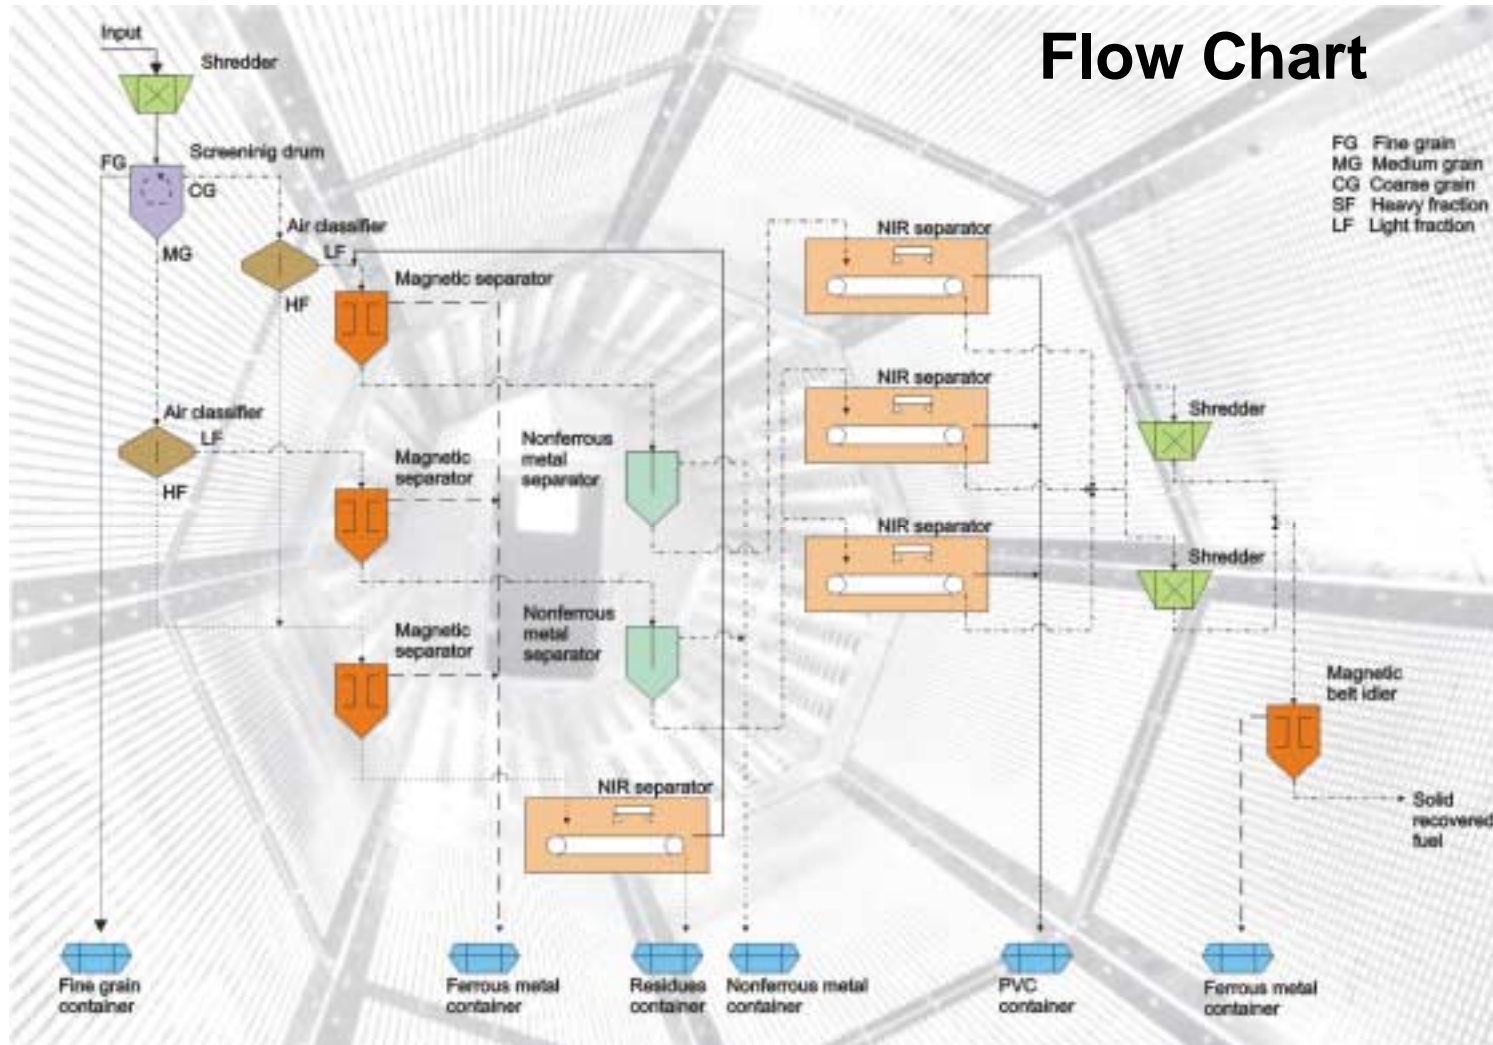 Flow Chart
Input
Shredder
FG Fine grain
MG Medium grain
CG Coarse grain
SF Heavy fraction
LF Light fraction
Screeninig drum
FG
CG
Air classifier
LF
MG
HF
Magnetic separator
NIR separator
NIR separator
Air classifier
LF
HF
Magnetic
separator
Nonferrous
metal
separator
Shredder
NIR separator
Shredder
Magnetic
separator
Nonferrous
metal
separator
Magnetic
belt idler
NIR separator
Solid
recovered
fuel
Fine grain
container
Ferrous metal
container
Residues
container
Nonferrous metal
container
PVC
container
Ferrous metal
container